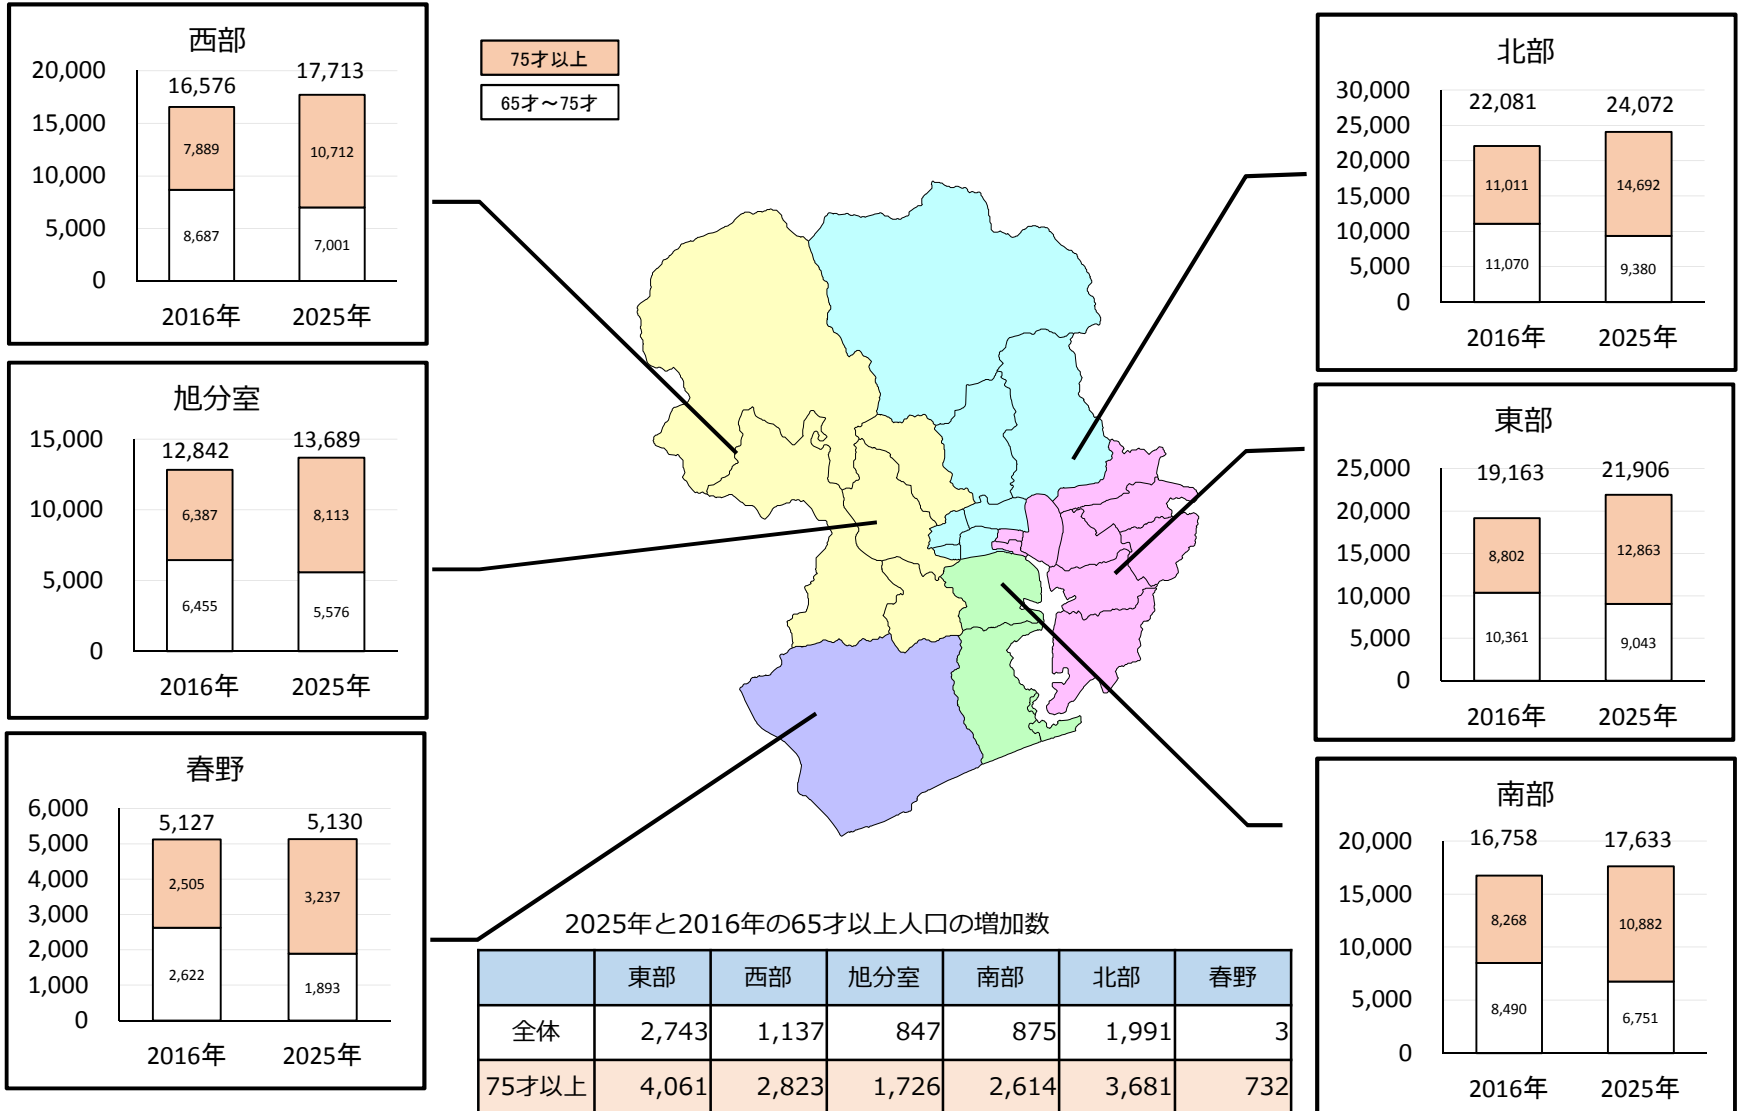 西部
20,000
15,000
10,000
5,000
0
16,576
17,713
7,889
10,712
8,687
7,001
2016年
2025年
75才以上
65才～75才
北部
30,000
25,000
20,000
15,000
10,000
5,000
0
22,081
24,072
11,011
14,692
11,070
9,380
2016年
2025年
旭分室
15,000
10,000
5,000
0
12,842
13,689
6,387
8,113
6,455
5,576
2016年
2025年
東部
25,000
20,000
15,000
10,000
5,000
0
19,163
21,906
8,802
12,863
10,361
9,043
2016年
2025年
春野
6,000
5,000
4,000
3,000
2,000
1,000
0
5,127
5,130
2,505
3,237
2,622
1,893
2016年
2025年
南部
20,000
15,000
10,000
5,000
0
16,758
17,633
8,268
10,882
8,490
6,751
2016年
2025年
2025年と2016年の65才以上人口の増加数
東部 西部 旭分室 南部 北部 春野
全体 2,743 1,137 847 875 1,991 3
75才以上 4,061 2,823 1,726 2,614 3,681 732